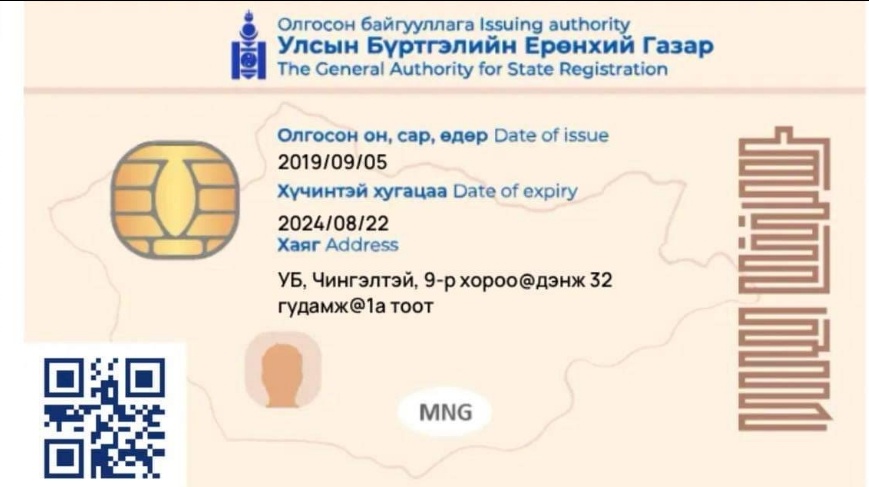 Олгосон байгууллага Issuing authority
Улсын Бүртгэлийн Ерөнхий Газар
The General Authority for State Registration
Олгосон он, сар, өдөр Date of issue
2019/09/05
Хүчинтэй хугацаа Date of expiry
2024/08/22
Хаяг Address
УБ, Чингэлтэй, 9-р хороо@дэнж 32
гудамж@1а тоот
MNG